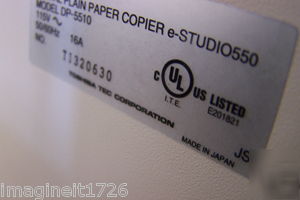 PLAIN PAPER COPIER e-STUDIO550
MODEL DP-5510
115V~
50/60Hz 16A
NO. TI320630
TOSHIBA TEC CORPORATION
c UL US LISTED
I.T.E. E201821
MADE IN JAPAN
JS
imagineit1726